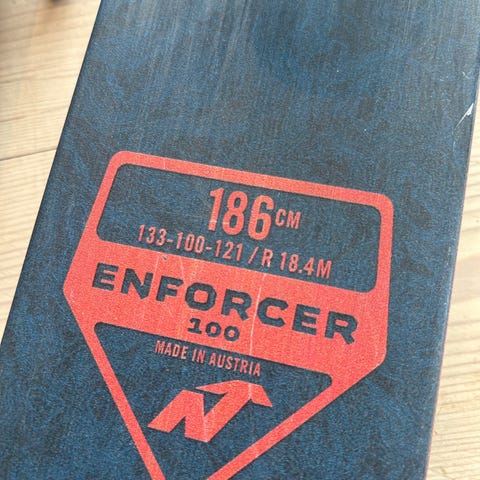 186CM
133-100-121 / R 18.4M
ENFORCER
100
MADE IN AUSTRIA